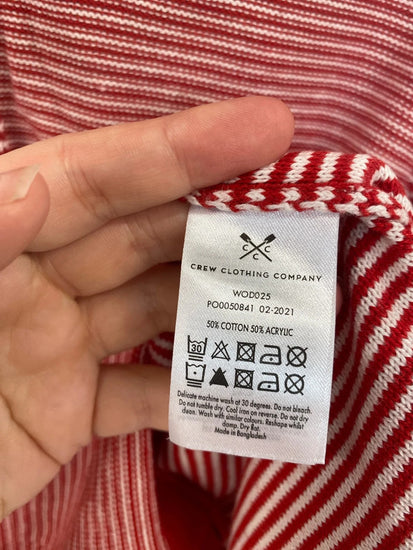 C C
C
CREW CLOTHING COMPANY
WOD025
PO0050841 02-2021
50% COTTON 50% ACRYLIC
30
Delicate machine wash at 30 degrees. Do not bleach.
Do not tumble dry. Cool iron on reverse. Do not dry
clean. Wash with similar colours. Reshape whilst
damp. Dry flat.
Made in Bangladesh